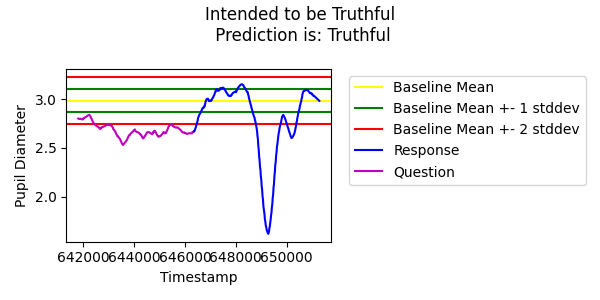 Intended to be Truthful
Prediction is: Truthful
3.0
2.5
2.0
Pupil Diameter
642000 644000 646000 648000 650000
Timestamp
Baseline Mean
Baseline Mean +- 1 stddev
Baseline Mean +- 2 stddev
Response
Question